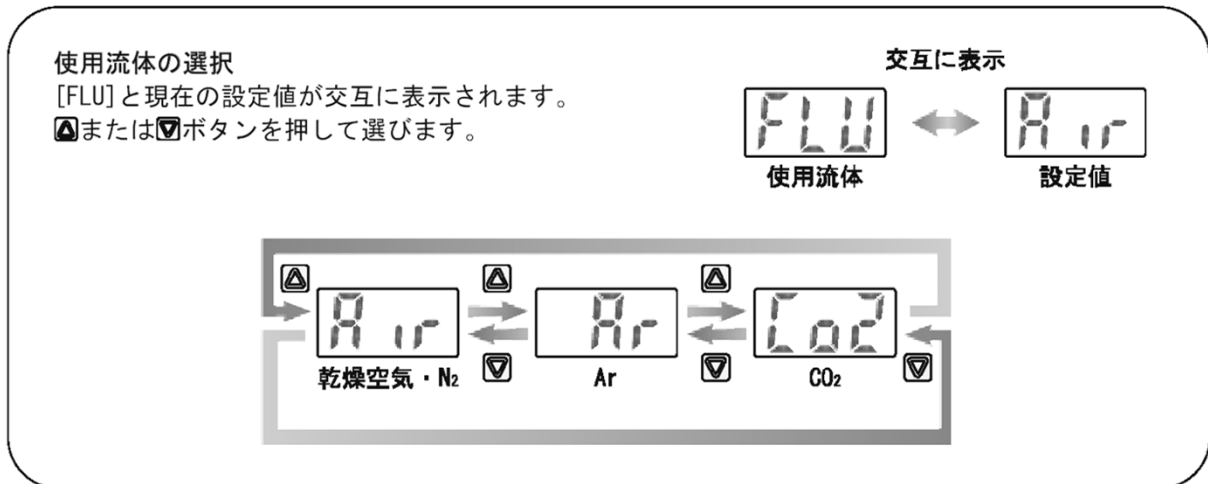 使用流体の選択
[FLU]と現在の設定値が交互に表示されます。
△または▽ボタンを押して選びます。
交互に表示
FLU
Air
使用流体
設定値
△
△
△
Air
Ar
Co2
▽
▽
▽
乾燥空気・N₂
Ar
CO₂